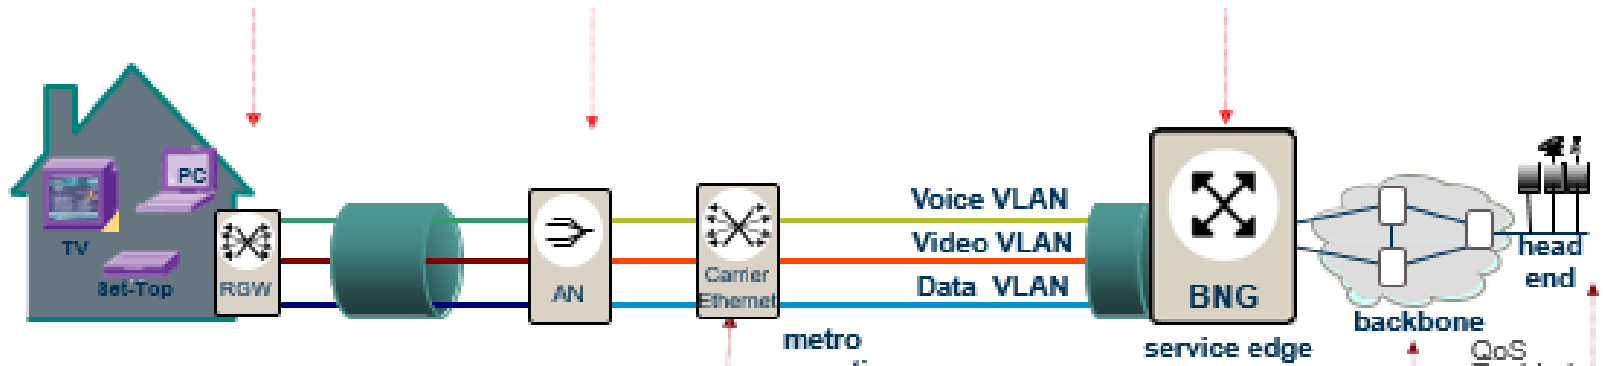 PC
TV
Set-Top
RGW
AN
Carrier
Ethernet
Voice VLAN
Video VLAN
Data VLAN
metro
BNG
service edge
backbone
head
end
QoS